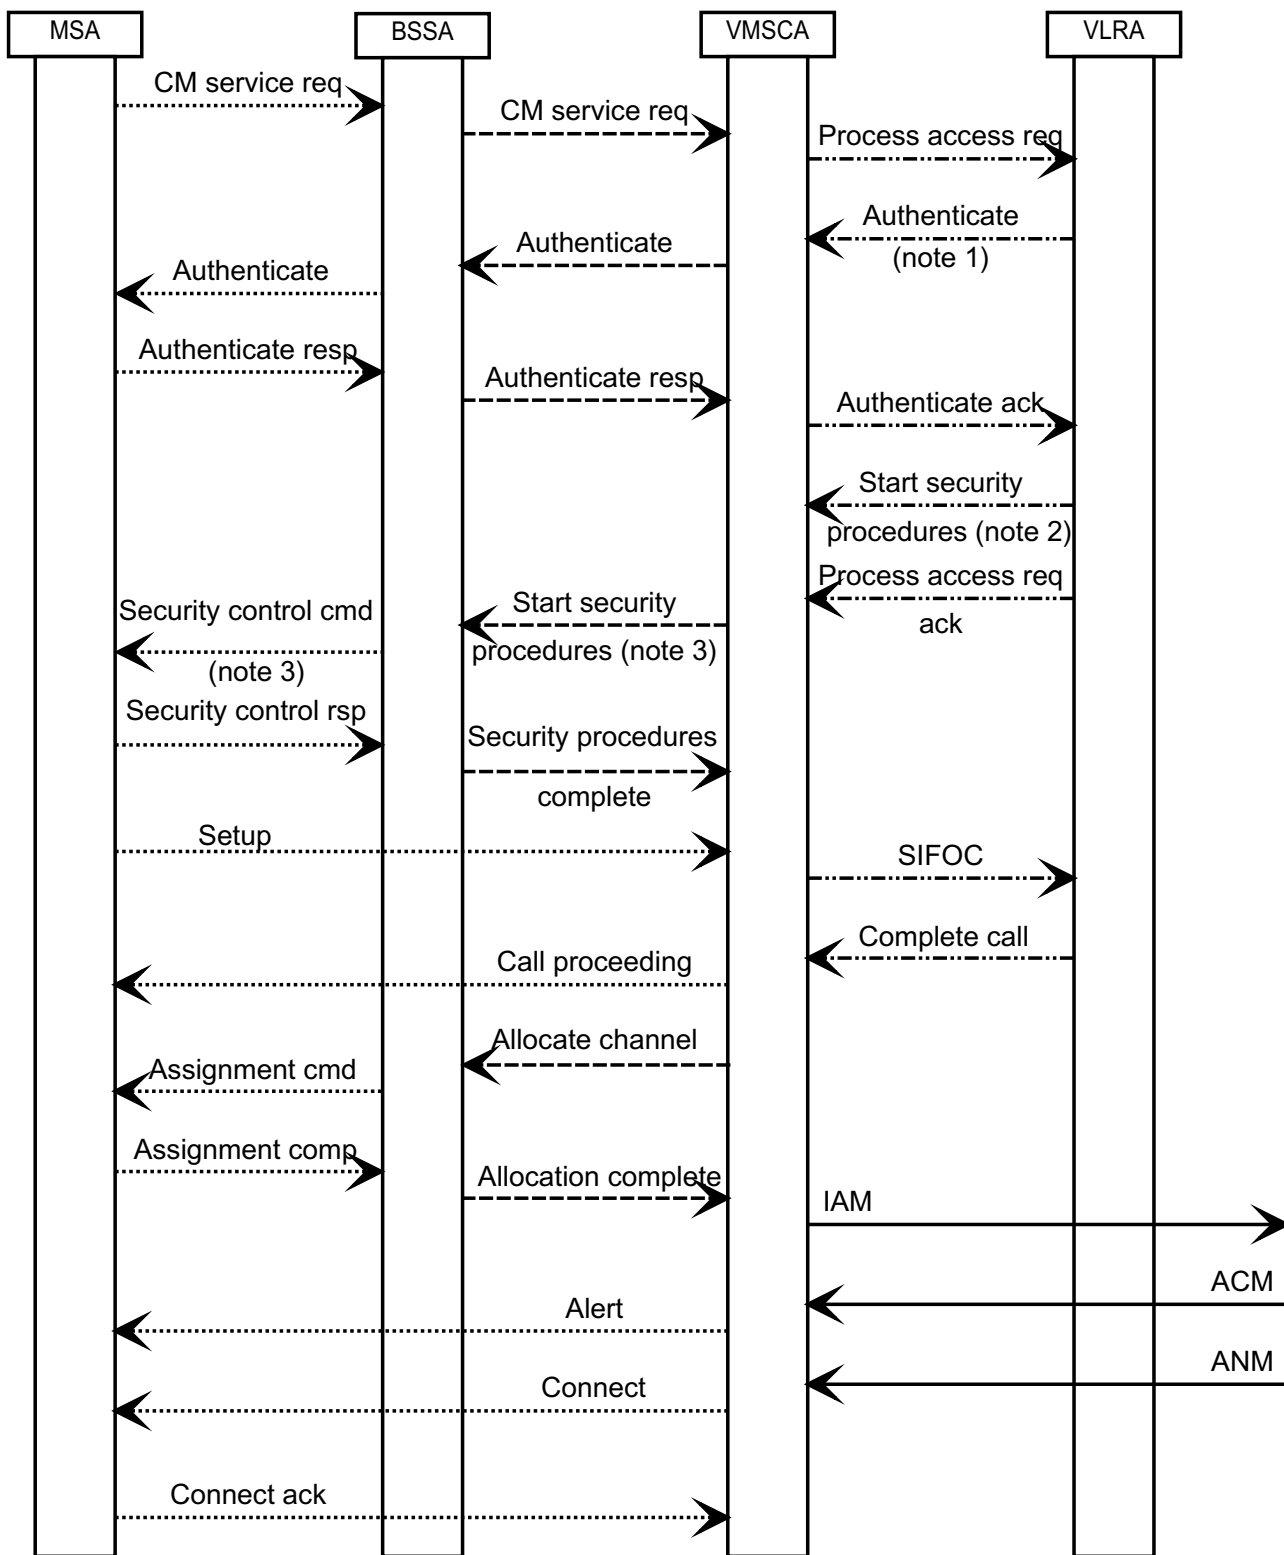 MSA
BSSA
VMSCA
VLRA
CM service req
CM service req
Process access req
Authenticate
(note 1)
Authenticate
Authenticate
Authenticate resp
Authenticate resp
Authenticate ack
Start security
procedures (note 2)
Process access req
ack
Start security
procedures (note 3)
Security control cmd
(note 3)
Security control rsp
Security procedures
complete
Setup
SIFOC
Complete call
Call proceeding
Allocate channel
Assignment cmd
Assignment comp
Allocation complete
IAM
ACM
Alert
ANM
Connect
Connect ack